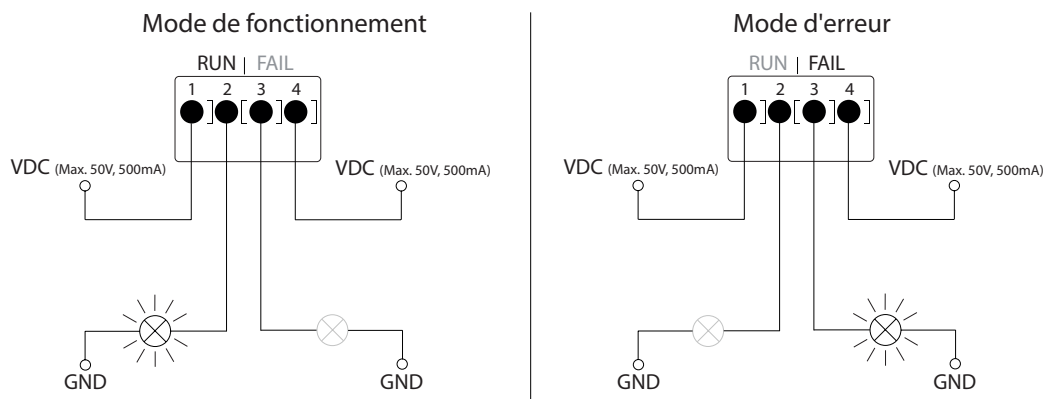 Mode de fonctionnement
RUN | FAIL
1 2 3 4
VDC (Max. 50V, 500mA)
VDC (Max. 50V, 500mA)
GND
GND
Mode d'erreur
RUN | FAIL
1 2 3 4
VDC (Max. 50V, 500mA)
VDC (Max. 50V, 500mA)
GND
GND